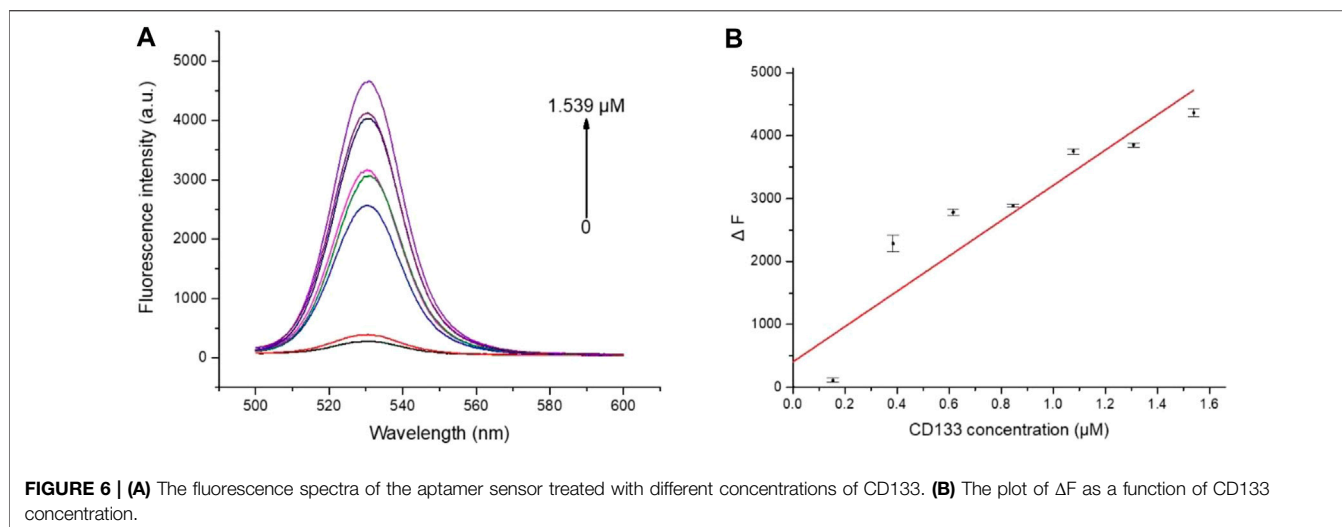 A
5000
4000
3000
2000
1000
0
Fluorescence intensity (a.u.)
1.539 μM
0
500 520 540 560 580 600
Wavelength (nm)
B
5000
4000
3000
2000
1000
0
Δ F
0.0 0.2 0.4 0.6 0.8 1.0 1.2 1.4 1.6
CD133 concentration (μM)
FIGURE 6 | (A) The fluorescence spectra of the aptamer sensor treated with different concentrations of CD133. (B) The plot of ΔF as a function of CD133
concentration.